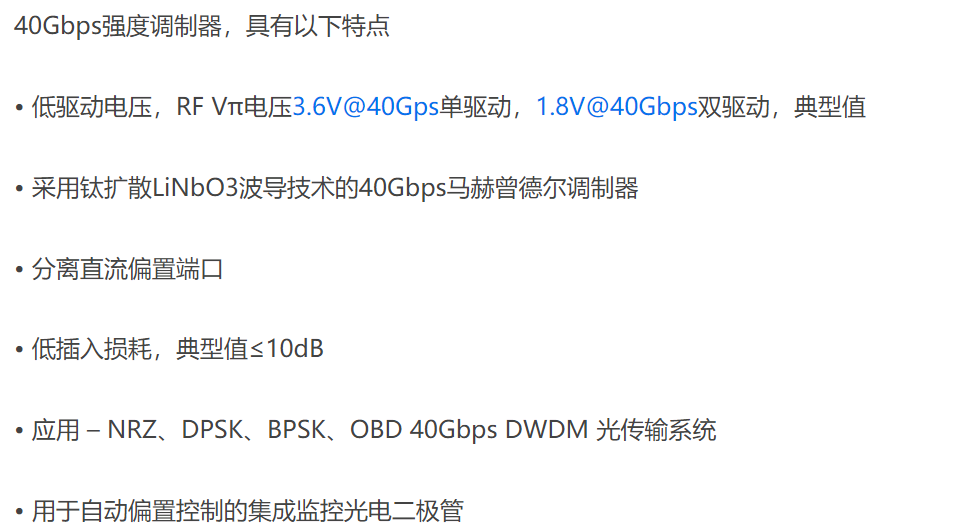 40Gbps强度调制器，具有以下特点
• 低驱动电压，RF Vπ电压3.6V@40Gps单驱动，1.8V@40Gbps双驱动，典型值
• 采用钛扩散LiNbO3波导技术的40Gbps马赫曾德尔调制器
• 分离直流偏置端口
• 低插入损耗，典型值≤10dB
• 应用 – NRZ、DPSK、BPSK、OBD 40Gbps DWDM 光传输系统
• 用于自动偏置控制的集成监控光电二极管